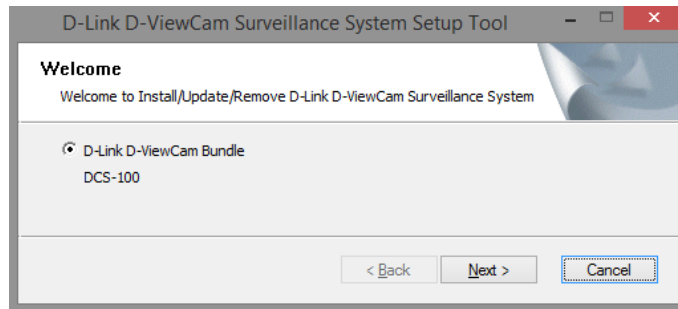 D-Link D-ViewCam Surveillance System Setup Tool
Welcome
Welcome to Install/Update/Remove D-Link D-ViewCam Surveillance System
D-Link D-ViewCam Bundle
DCS-100
< Back Next > Cancel